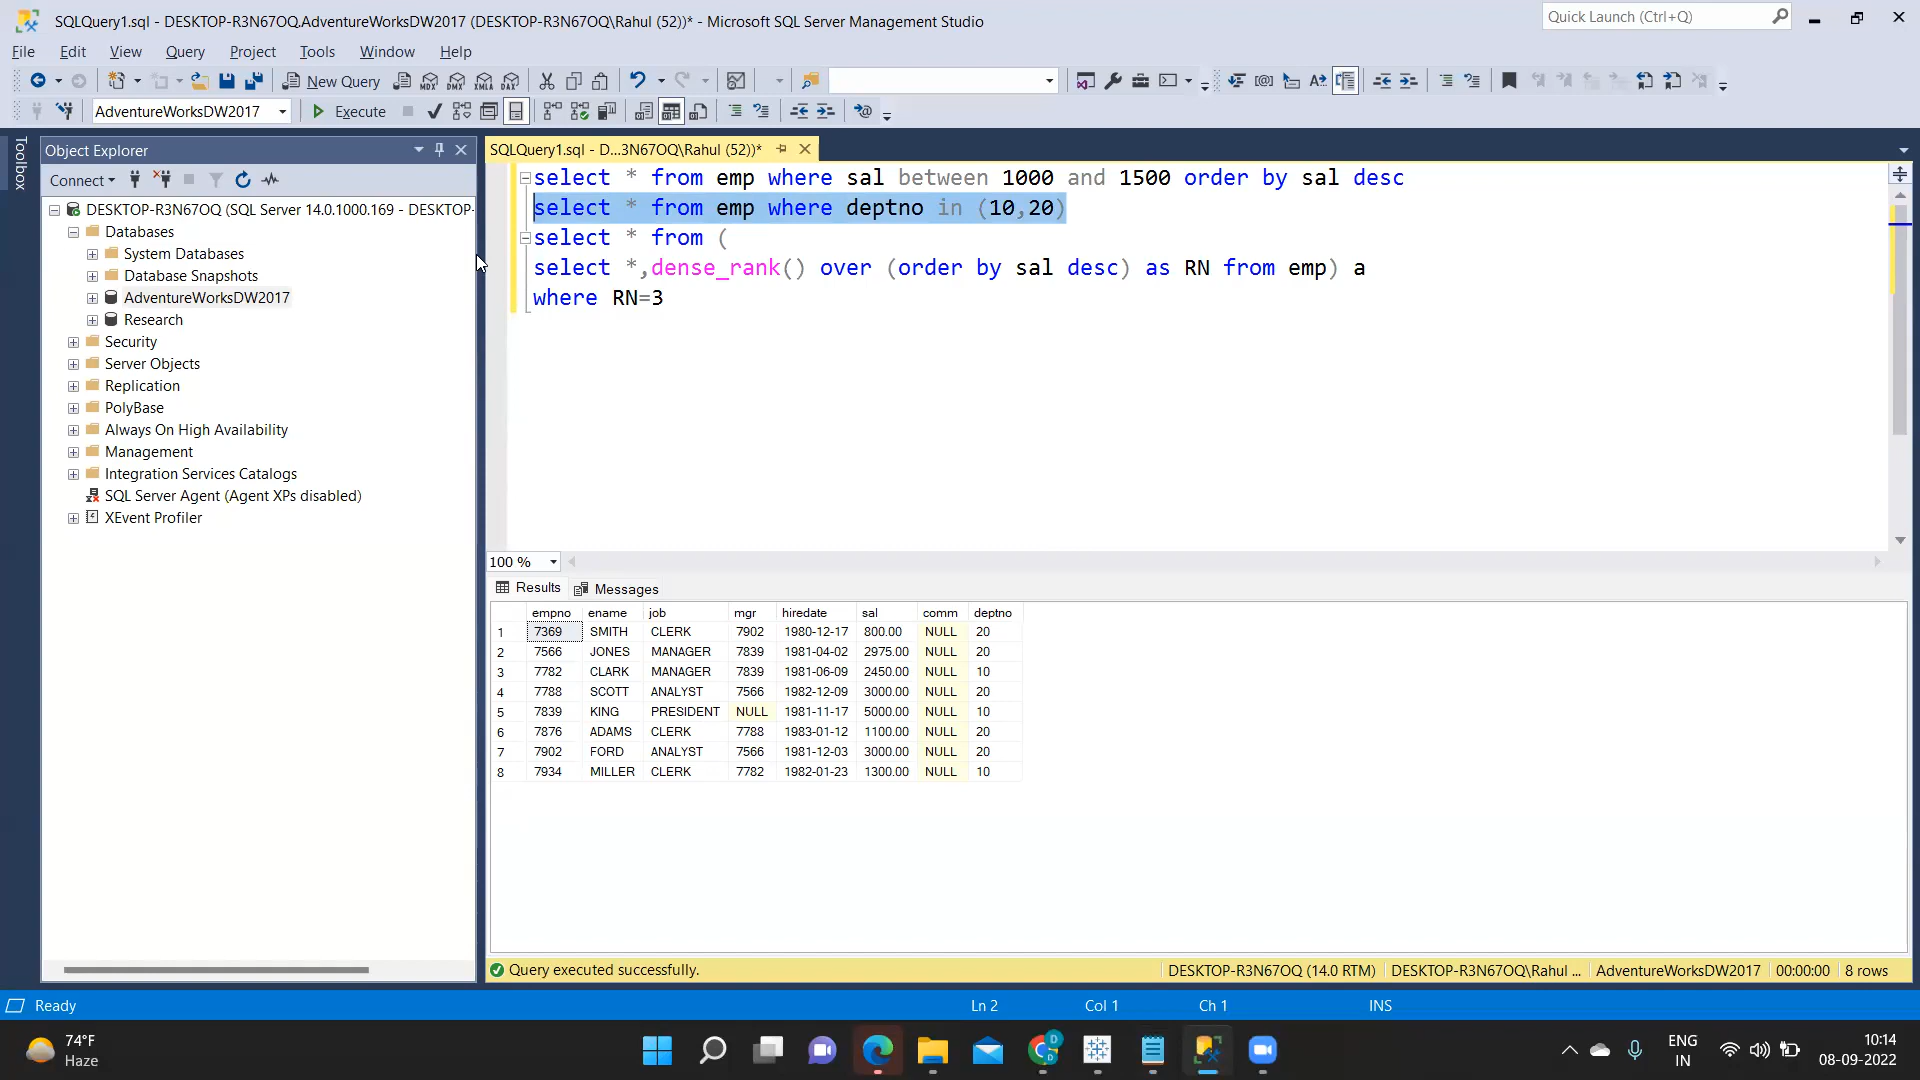 SQLQuery1.sql - DESKTOP-R3N67OQ.AdventureWorksDW2017 (DESKTOP-R3N67OQ\Rahul (52))* - Microsoft SQL Server Management Studio
Quick Launch (Ctrl+Q)
File Edit View Query Project Tools Window Help
New Query
AdventureWorksDW2017 Execute
Toolbox
Object Explorer
Connect
DESKTOP-R3N67OQ (SQL Server 14.0.1000.169 - DESKTOP-
Databases
System Databases
Database Snapshots
AdventureWorksDW2017
Research
Security
Server Objects
Replication
PolyBase
Always On High Availability
Management
Integration Services Catalogs
SQL Server Agent (Agent XPs disabled)
XEvent Profiler
SQLQuery1.sql - D...3N67OQ\Rahul (52))*
select * from emp where sal between 1000 and 1500 order by sal desc
select * from emp where deptno in (10,20)
select * from (
select *,dense_rank() over (order by sal desc) as RN from emp) a
where RN=3
100 %
Results Messages
empno ename job mgr hiredate sal comm deptno
1 7369 SMITH CLERK 7902 1980-12-17 800.00 NULL 20
2 7566 JONES MANAGER 7839 1981-04-02 2975.00 NULL 20
3 7782 CLARK MANAGER 7839 1981-06-09 2450.00 NULL 10
4 7788 SCOTT ANALYST 7566 1982-12-09 3000.00 NULL 20
5 7839 KING PRESIDENT NULL 1981-11-17 5000.00 NULL 10
6 7876 ADAMS CLERK 7788 1983-01-12 1100.00 NULL 20
7 7902 FORD ANALYST 7566 1981-12-03 3000.00 NULL 20
8 7934 MILLER CLERK 7782 1982-01-23 1300.00 NULL 10
Query executed successfully. DESKTOP-R3N67OQ (14.0 RTM) DESKTOP-R3N67OQ\Rahul ... AdventureWorksDW2017 00:00:00 8 rows
Ready Ln 2 Col 1 Ch 1 INS
74°F
Haze
ENG
IN
10:14
08-09-2022